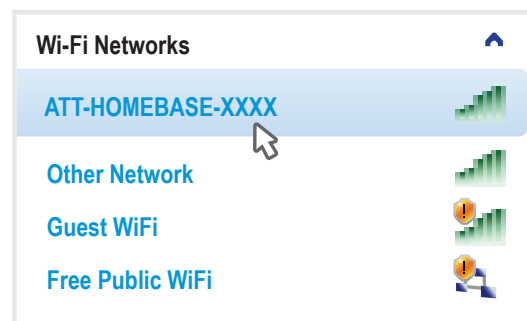 Wi-Fi Networks
ATT-HOMEBASE-XXXX
Other Network
Guest WiFi
Free Public WiFi